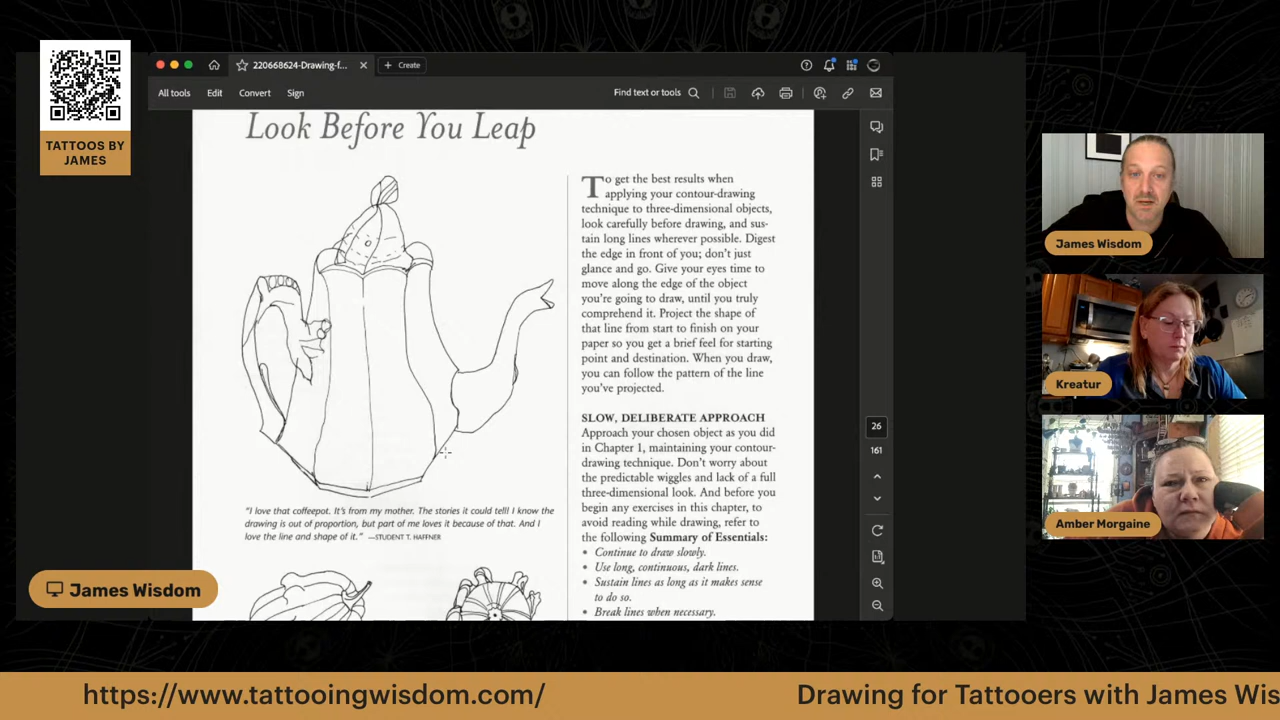 TATTOOS BY
JAMES
220668624-Drawing-f...
Create
All tools
Edit
Convert
Sign
Find text or tools
Look Before You Leap
To get the best results when
applying your contour-drawing
technique to three-dimensional objects,
look carefully before drawing, and sus-
tain long lines wherever possible. Digest
the edge in front of you; don't just
glance and go. Give your eyes time to
move along the edge of the object
you're going to draw, until you truly
comprehend it. Project the shape of
that line from start to finish on your
paper so you get a brief feel for starting
point and destination. When you draw,
you can follow the pattern of the line
you've projected.
SLOW, DELIBERATE APPROACH
Approach your chosen object as you did
in Chapter 1, maintaining your contour-
drawing technique. Don't worry about
the predictable wiggles and lack of a full
three-dimensional look. And before you
begin any exercises in this chapter, to
avoid reading while drawing, refer to
the following Summary of Essentials:
• Continue to draw slowly.
• Use long, continuous, dark lines.
• Sustain lines as long as it makes sense
to do so.
• Break lines when necessary.
"I love that coffeepot. It's from my mother. The stories it could tell! I know the
drawing is out of proportion, but part of me loves it because of that. And I
love the line and shape of it." —STUDENT T. HAFFNER
26
161
James Wisdom
Kreatur
Amber Morgaine
James Wisdom
https://www.tattooingwisdom.com/
Drawing for Tattooers with James Wis